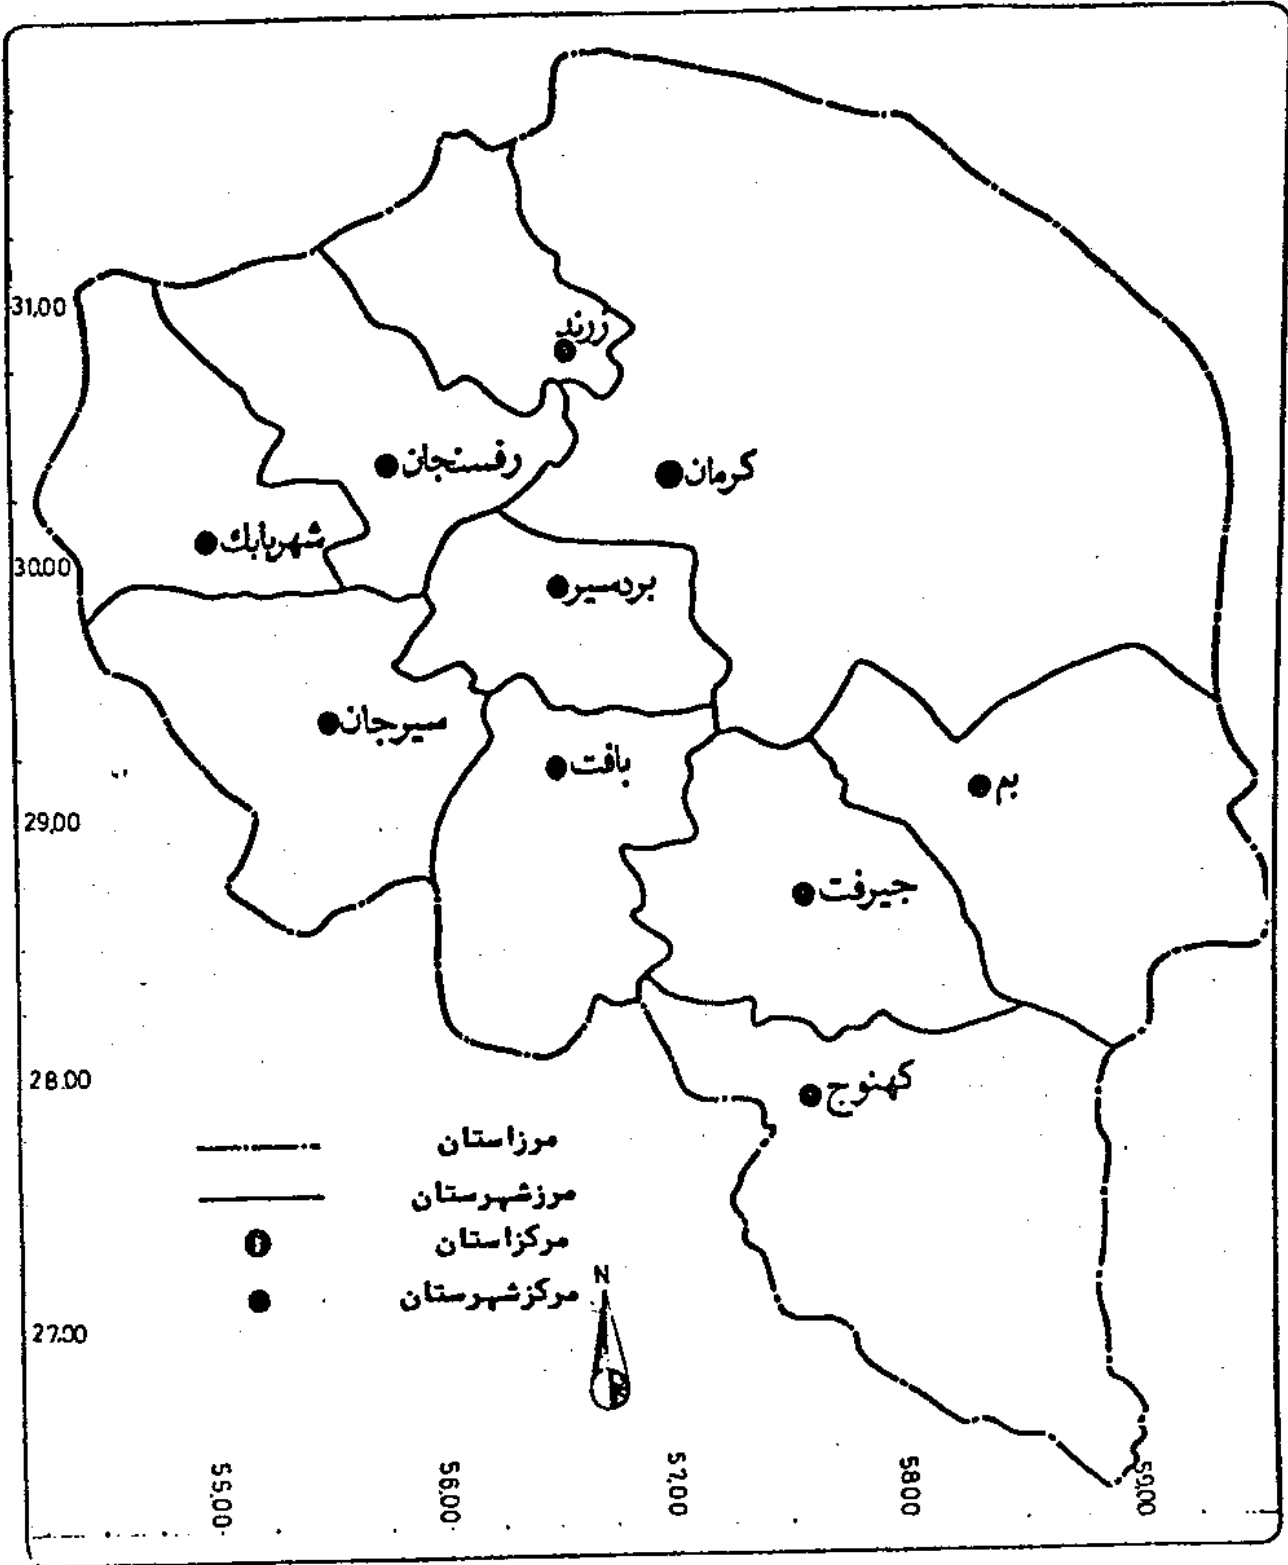 31,00
زرند
رفسنجان
کرمان
شهربابك
30.00
بردسیر
سیرجان
بافت
بم
29,00
جیرفت
28.00
کهنوج
مرزاستان
مرزشهرستان
مرکزاستان
مرکزشهرستان
N
27.00
55.00
56.00
57.00
58.00
59.00